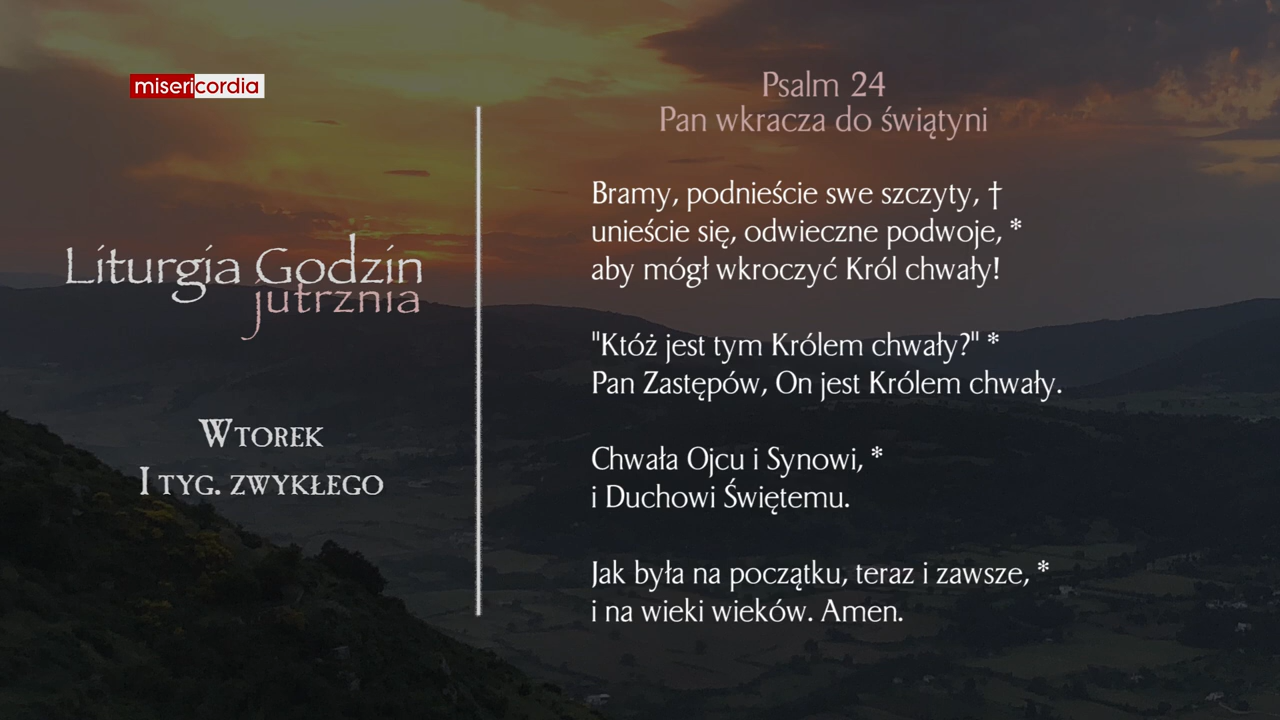 misericordia
Liturgia Godzin
jutrznia
Wtorek
I tyg. zwykłego
Psalm 24
Pan wkracza do świątyni
Bramy, podnieście swe szczyty, †
unieście się, odwieczne podwoje, *
aby mógł wkroczyć Król chwały!
"Któż jest tym Królem chwały?" *
Pan Zastępów, On jest Królem chwały.
Chwała Ojcu i Synowi, *
i Duchowi Świętemu.
Jak była na początku, teraz i zawsze, *
i na wieki wieków. Amen.